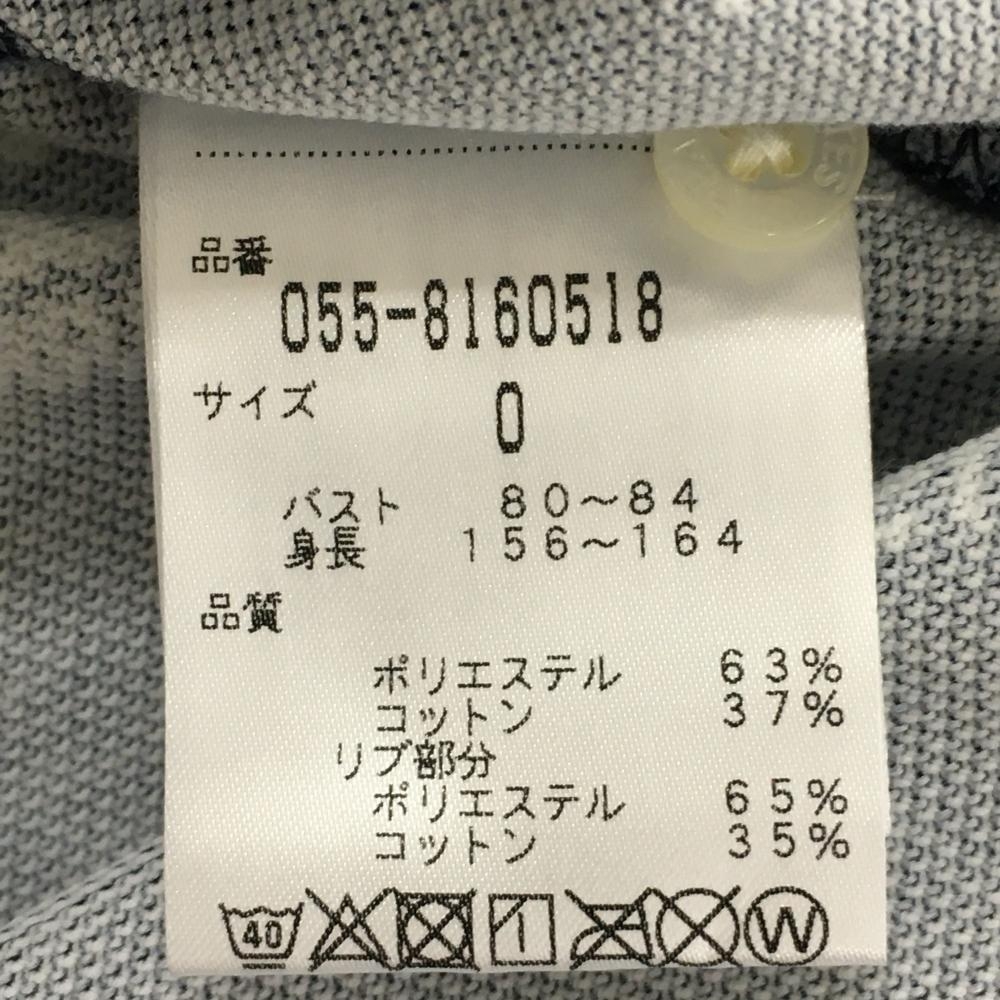 品番
055-8160518
サイズ 0
バスト 80~84
身長 156~164
品質
ポリエステル 63%
コットン 37%
リブ部分
ポリエステル 65%
コットン 35%
40 W